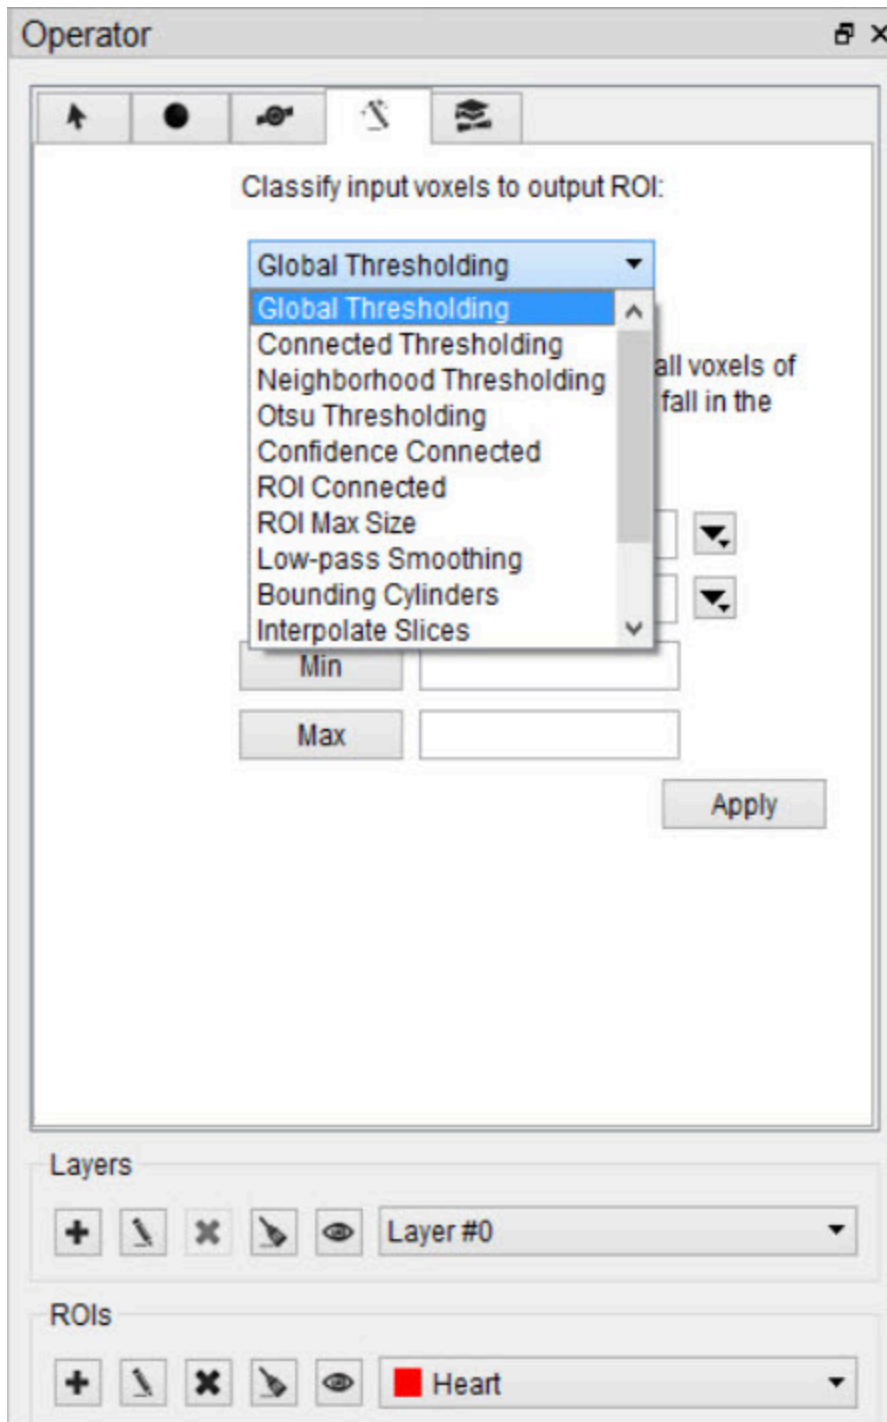 Operator
Classify input voxels to output ROI:
Global Thresholding
Global Thresholding
Connected Thresholding
all voxels of
Neighborhood Thresholding
fall in the
Otsu Thresholding
Confidence Connected
ROI Connected
ROI Max Size
Low-pass Smoothing
Bounding Cylinders
Interpolate Slices
Min
Max
Apply
Layers
Layer #0
ROIs
Heart